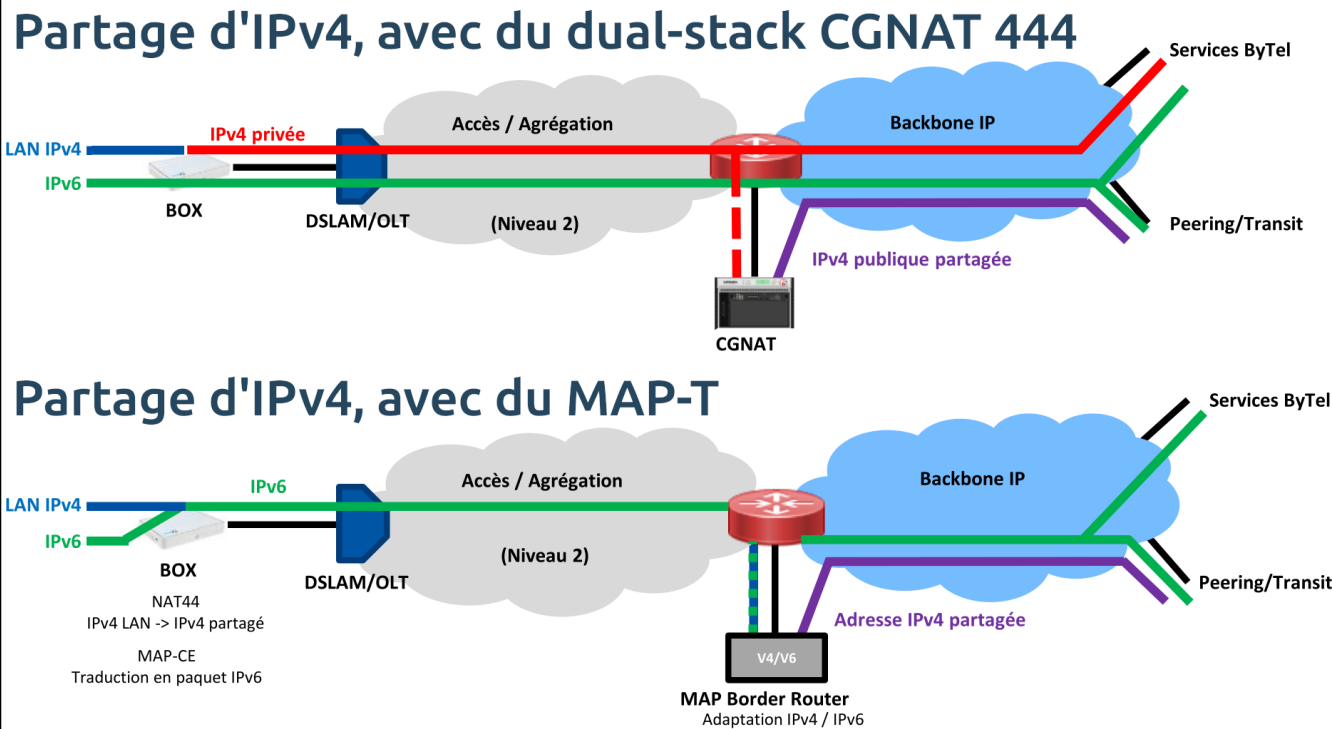 Partage d'IPv4, avec du dual-stack CGNAT 444
Services ByTel
Accès / Agrégation
Backbone IP
IPv4 privée
LAN IPv4
IPv6
BOX
DSLAM/OLT
(Niveau 2)
Peering/Transit
IPv4 publique partagée
CGNAT
Partage d'IPv4, avec du MAP-T
Services ByTel
Accès / Agrégation
Backbone IP
IPv6
LAN IPv4
IPv6
(Niveau 2)
BOX
DSLAM/OLT
Peering/Transit
NAT44
IPv4 LAN -> IPv4 partagé
Adresse IPv4 partagée
MAP-CE
Traduction en paquet IPv6
V4/V6
MAP Border Router
Adaptation IPv4 / IPv6